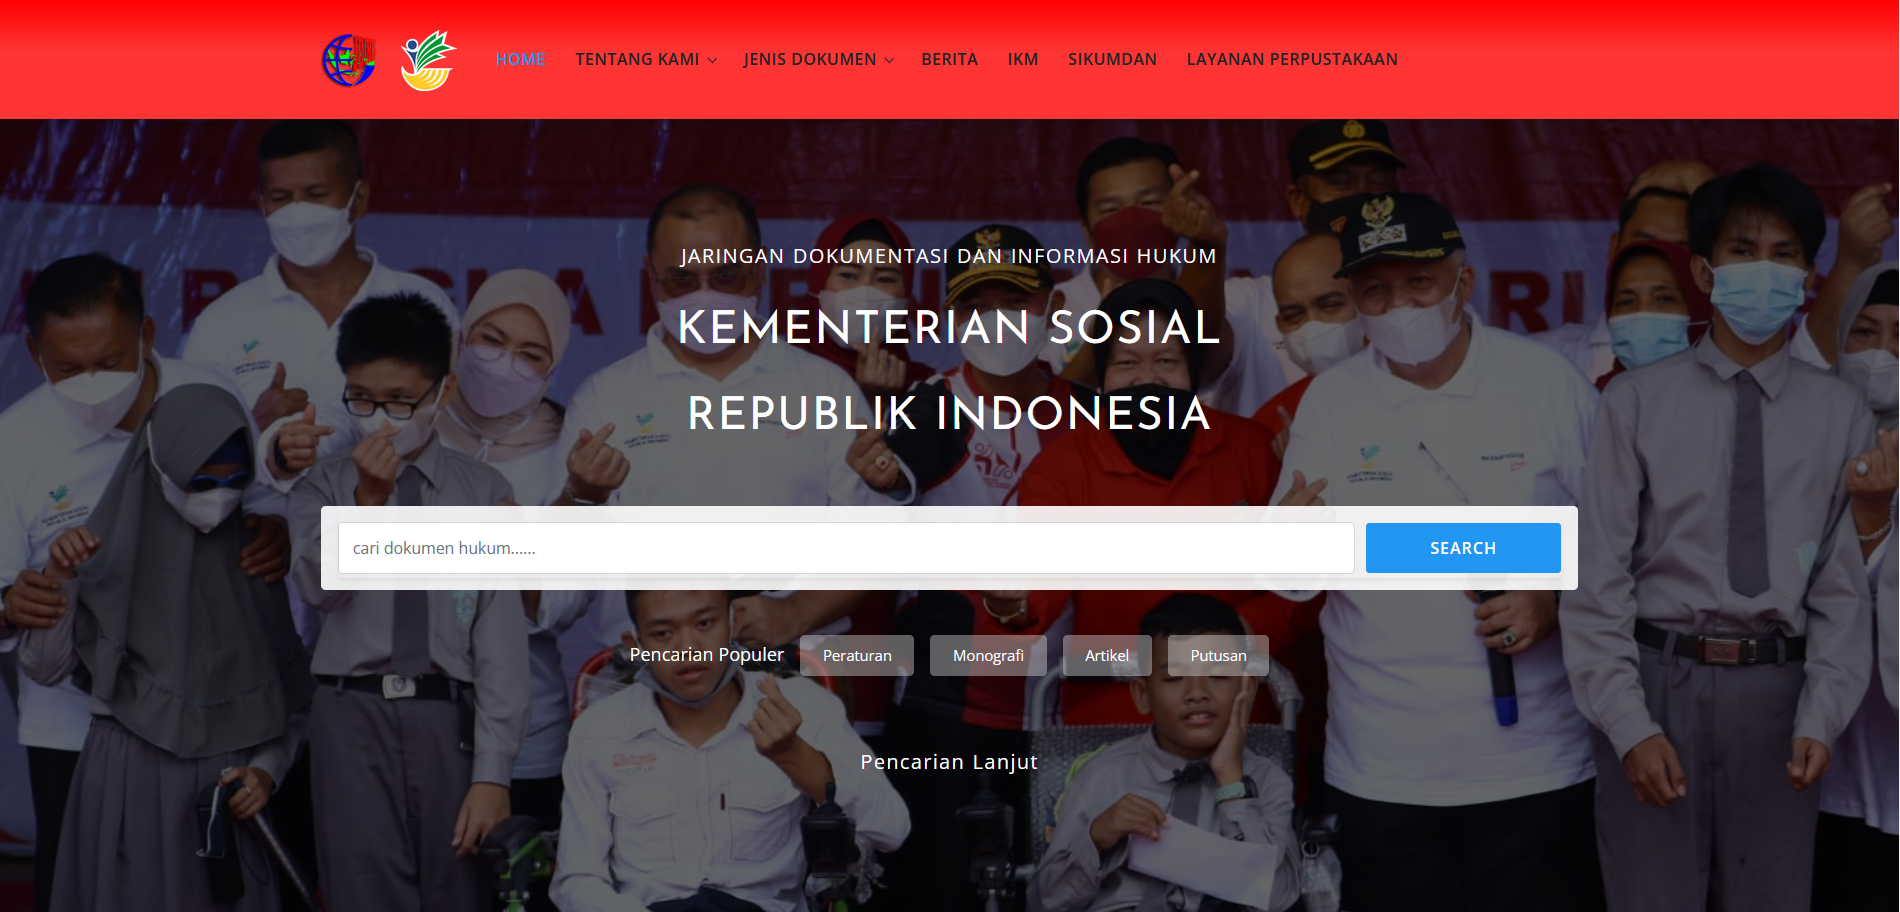 HOME TENTANG KAMI JENIS DOKUMEN BERITA IKM SIKUMDAN LAYANAN PERPUSTAKAAN
JARINGAN DOKUMENTASI DAN INFORMASI HUKUM
KEMENTERIAN SOSIAL
REPUBLIK INDONESIA
cari dokumen hukum......
SEARCH
Pencarian Populer Peraturan Monografi Artikel Putusan
Pencarian Lanjut